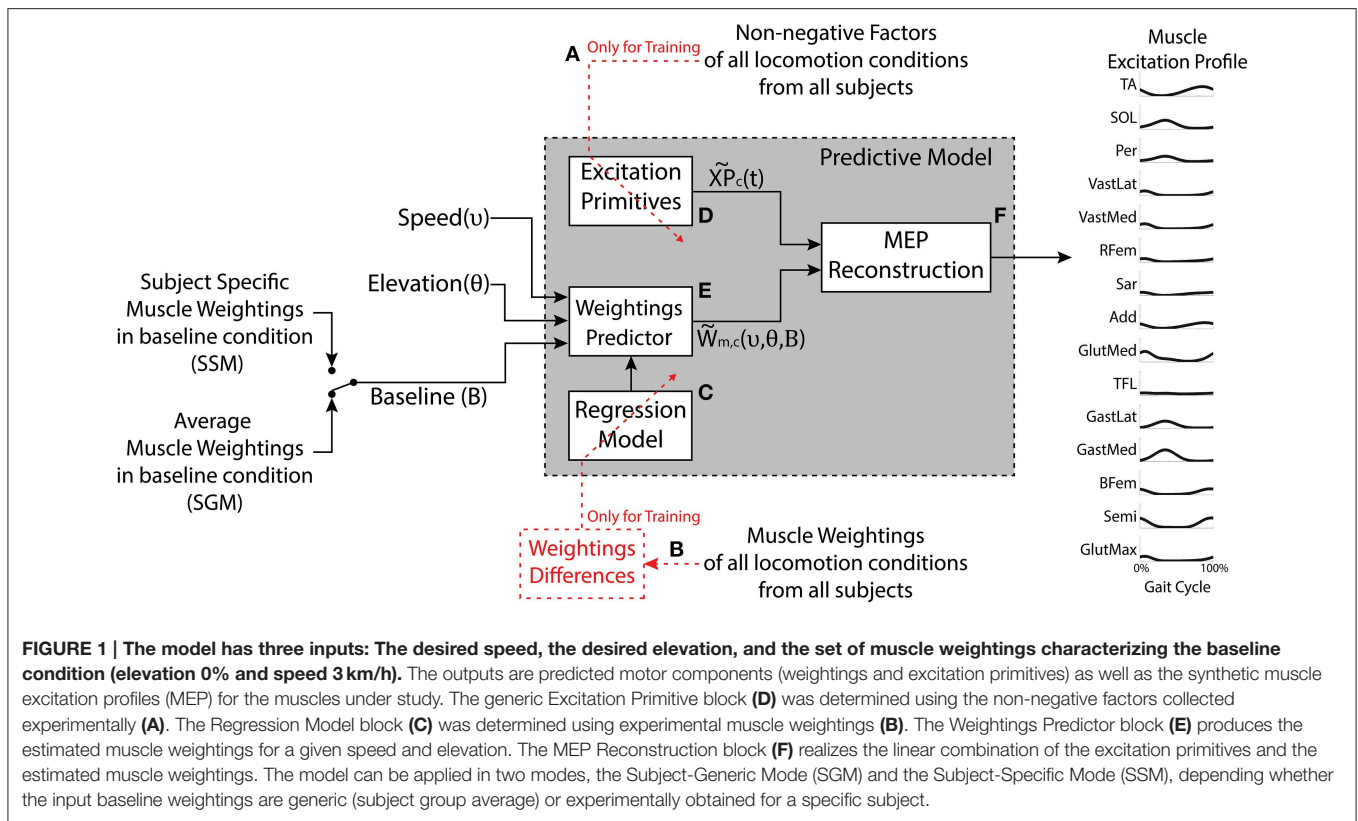 A Only for Training
Non-negative Factors
of all locomotion conditions
from all subjects
Muscle
Excitation Profile
Predictive Model
Excitation
Primitives
D
X̃P c(t)
Speed(υ)
Elevation(θ)
Subject Specific
Muscle Weightings
in baseline condition
(SSM)
Average
Muscle Weightings
in baseline condition
(SGM)
Baseline (B)
E
Weightings
Predictor
W̃m,c(υ,θ,B)
C
Regression
Model
F
MEP
Reconstruction
Only for Training
Weightings
Differences
B
Muscle Weightings
of all locomotion conditions
from all subjects
TA
SOL
Per
VastLat
VastMed
RFem
Sar
Add
GlutMed
TFL
GastLat
GastMed
BFem
Semi
GlutMax
0% 100%
Gait Cycle
FIGURE 1 | The model has three inputs: The desired speed, the desired elevation, and the set of muscle weightings characterizing the baseline
condition (elevation 0% and speed 3 km/h). The outputs are predicted motor components (weightings and excitation primitives) as well as the synthetic muscle
excitation profiles (MEP) for the muscles under study. The generic Excitation Primitive block (D) was determined using the non-negative factors collected
experimentally (A). The Regression Model block (C) was determined using experimental muscle weightings (B). The Weightings Predictor block (E) produces the
estimated muscle weightings for a given speed and elevation. The MEP Reconstruction block (F) realizes the linear combination of the excitation primitives and the
estimated muscle weightings. The model can be applied in two modes, the Subject-Generic Mode (SGM) and the Subject-Specific Mode (SSM), depending whether
the input baseline weightings are generic (subject group average) or experimentally obtained for a specific subject.